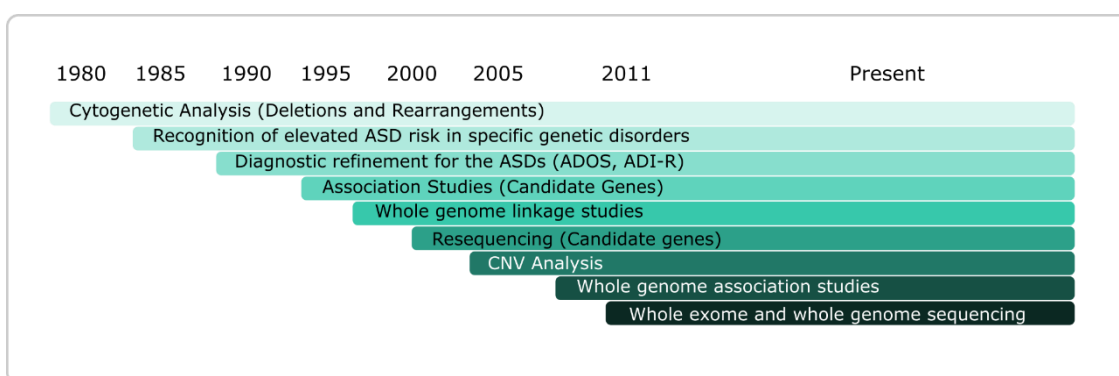 1980 1985 1990 1995 2000 2005 2011 Present
Cytogenetic Analysis (Deletions and Rearrangements)
Recognition of elevated ASD risk in specific genetic disorders
Diagnostic refinement for the ASDs (ADOS, ADI-R)
Association Studies (Candidate Genes)
Whole genome linkage studies
Resequencing (Candidate genes)
CNV Analysis
Whole genome association studies
Whole exome and whole genome sequencing